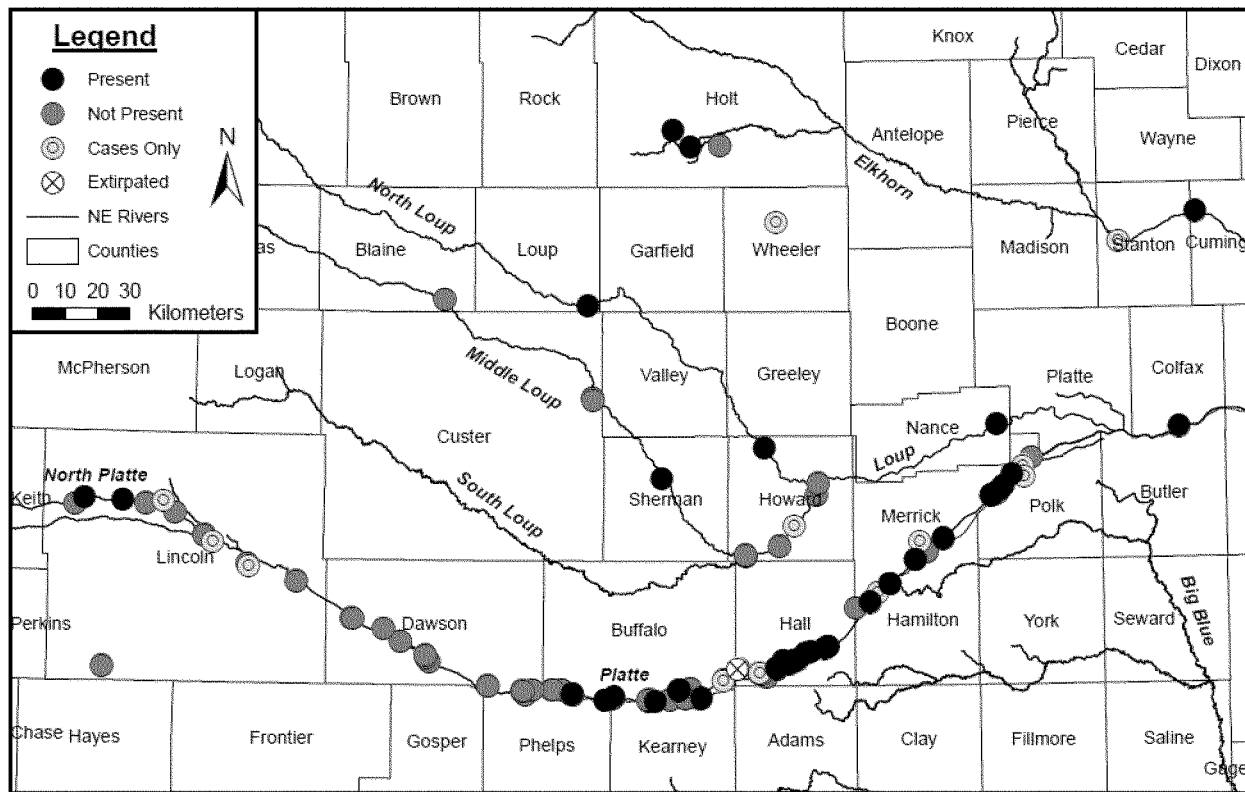 Legend
Present
Not Present
Cases Only
Extirpated
NE Rivers
Counties
0 10 20 30
Kilometers
N
Knox
Cedar
Dixon
Brown
Rock
Holt
Antelope
Pierce
Wayne
Elkhorn
North Loup
as
Blaine
Loup
Garfield
Wheeler
Madison
Stanton
Cuming
Boone
McPherson
Logan
Middle Loup
Valley
Greeley
Platte
Colfax
Custer
Nance
North Platte
Keith
South Loup
Sherman
Howard
Loup
Merrick
Polk
Butler
Lincoln
Perkins
Dawson
Buffalo
Hall
Hamilton
York
Seward
Big Blue
Platte
Chase
Hayes
Frontier
Gosper
Phelps
Kearney
Adams
Clay
Fillmore
Saline
Gage